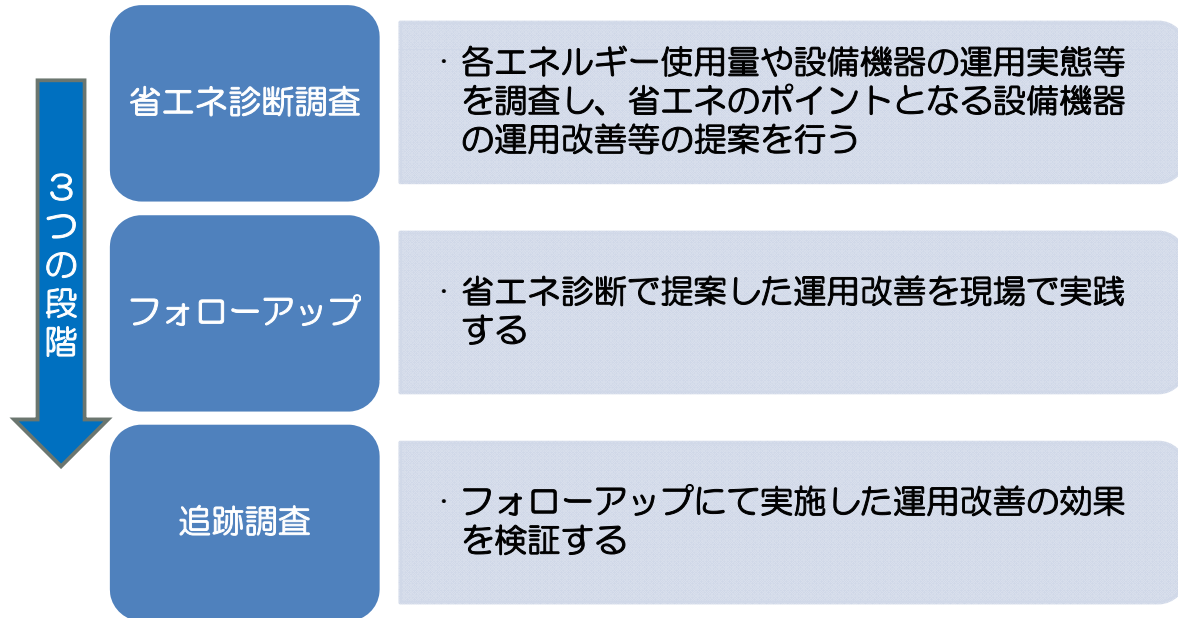 3つの段階
省エネ診断調査
・各エネルギー使用量や設備機器の運用実態等
を調査し、省エネのポイントとなる設備機器
の運用改善等の提案を行う
フォローアップ
・省エネ診断で提案した運用改善を現場で実践
する
追跡調査
・フォローアップにて実施した運用改善の効果
を検証する